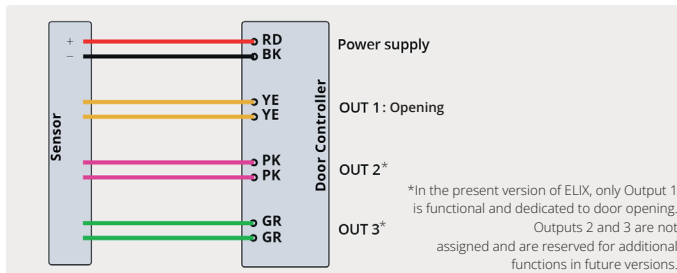 Sensor
+
−
RD
BK
YE
YE
PK
PK
GR
GR
Door Controller
Power supply
OUT 1: Opening
OUT 2*
OUT 3*
*In the present version of ELIX, only Output 1
is functional and dedicated to door opening.
Outputs 2 and 3 are not
assigned and are reserved for additional
functions in future versions.